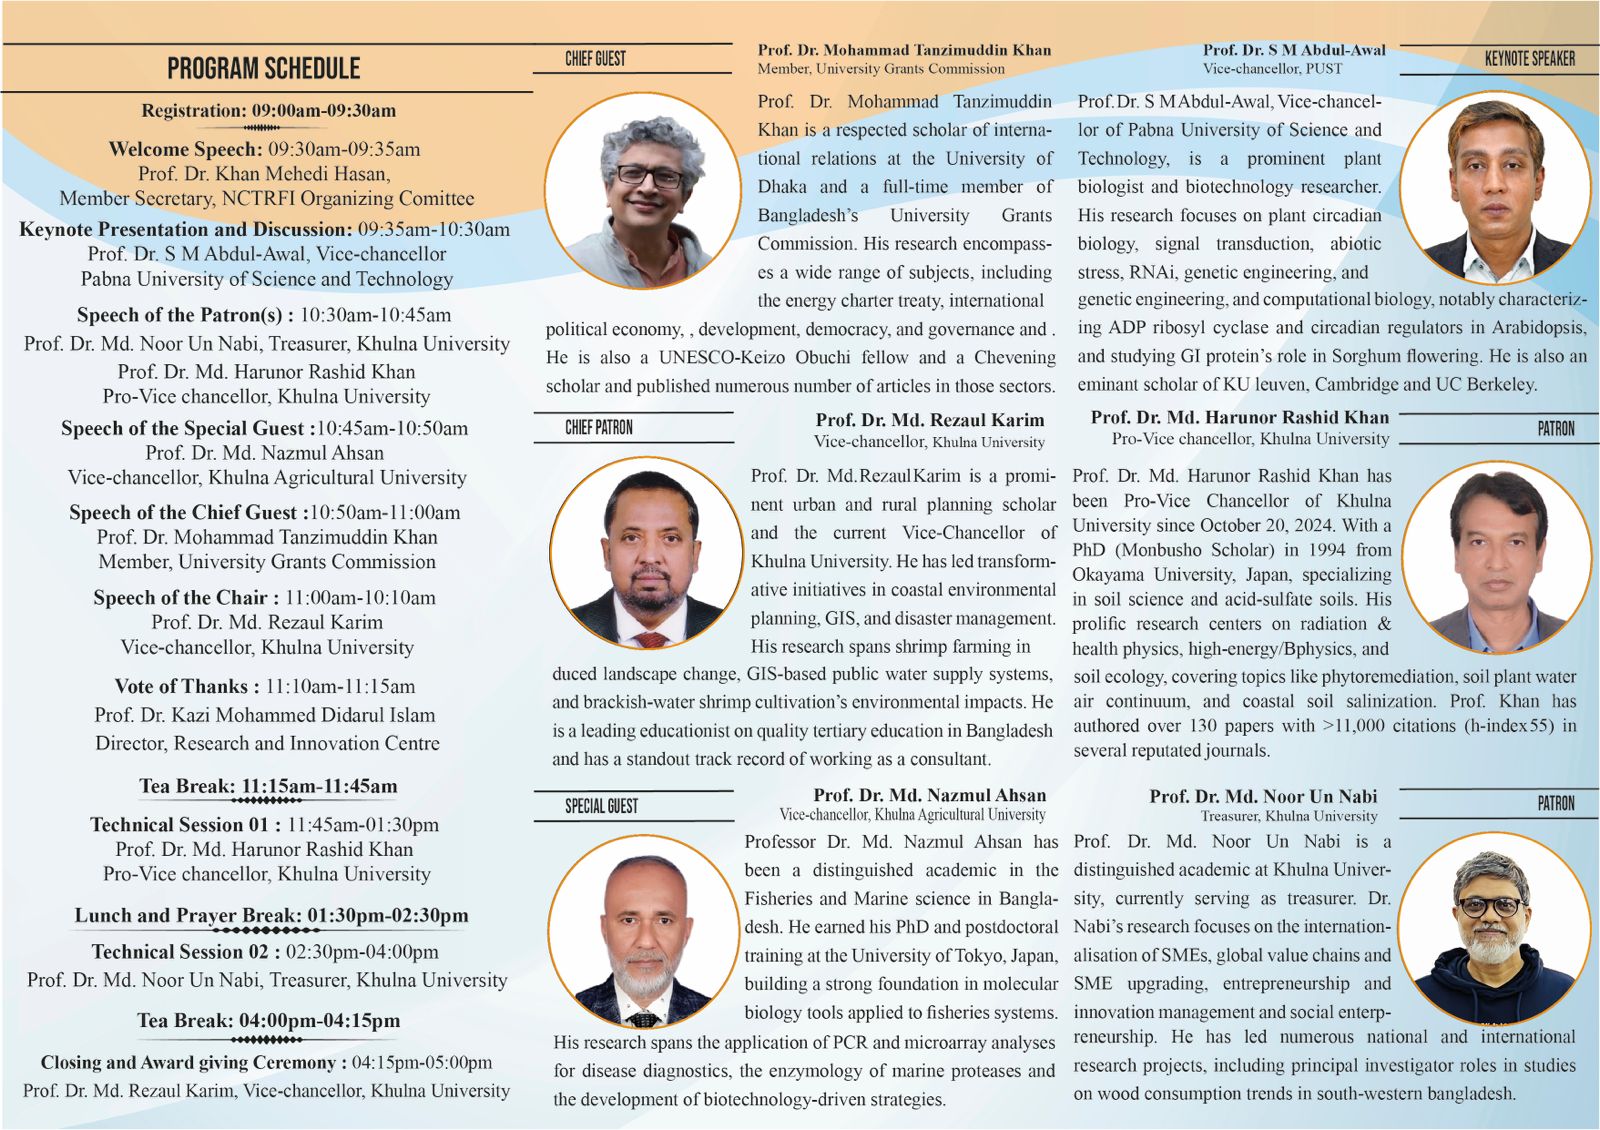 PROGRAM SCHEDULE
Registration: 09:00am-09:30am
Welcome Speech: 09:30am-09:35am
Prof. Dr. Khan Mehedi Hasan,
Member Secretary, NCTRFI Organizing Comittee
Keynote Presentation and Discussion: 09:35am-10:30am
Prof. Dr. S M Abdul-Awal, Vice-chancellor
Pabna University of Science and Technology
Speech of the Patron(s) : 10:30am-10:45am
Prof. Dr. Md. Noor Un Nabi, Treasurer, Khulna University
Prof. Dr. Md. Harunor Rashid Khan
Pro-Vice chancellor, Khulna University
Speech of the Special Guest :10:45am-10:50am
Prof. Dr. Md. Nazmul Ahsan
Vice-chancellor, Khulna Agricultural University
Speech of the Chief Guest :10:50am-11:00am
Prof. Dr. Mohammad Tanzimuddin Khan
Member, University Grants Commission
Speech of the Chair : 11:00am-10:10am
Prof. Dr. Md. Rezaul Karim
Vice-chancellor, Khulna University
Vote of Thanks : 11:10am-11:15am
Prof. Dr. Kazi Mohammed Didarul Islam
Director, Research and Innovation Centre
Tea Break: 11:15am-11:45am
Technical Session 01 : 11:45am-01:30pm
Prof. Dr. Md. Harunor Rashid Khan
Pro-Vice chancellor, Khulna University
Lunch and Prayer Break: 01:30pm-02:30pm
Technical Session 02 : 02:30pm-04:00pm
Prof. Dr. Md. Noor Un Nabi, Treasurer, Khulna University
Tea Break: 04:00pm-04:15pm
Closing and Award giving Ceremony : 04:15pm-05:00pm
Prof. Dr. Md. Rezaul Karim, Vice-chancellor, Khulna University
CHIEF GUEST
Prof. Dr. Mohammad Tanzimuddin Khan
Member, University Grants Commission
Prof. Dr. Mohammad Tanzimuddin
Khan is a respected scholar of interna-
tional relations at the University of
Dhaka and a full-time member of
Bangladesh's University Grants
Commission. His research encompass-
es a wide range of subjects, including
the energy charter treaty, international
political economy, , development, democracy, and governance and .
He is also a UNESCO-Keizo Obuchi fellow and a Chevening
scholar and published numerous number of articles in those sectors.
CHIEF PATRON
Prof. Dr. Md. Rezaul Karim
Vice-chancellor, Khulna University
Prof. Dr. Md.RezaulKarim is a promi-
nent urban and rural planning scholar
and the current Vice-Chancellor of
Khulna University. He has led transform-
ative initiatives in coastal environmental
planning, GIS, and disaster management.
His research spans shrimp farming in
duced landscape change, GIS-based public water supply systems,
and brackish-water shrimp cultivation's environmental impacts. He
is a leading educationist on quality tertiary education in Bangladesh
and has a standout track record of working as a consultant.
SPECIAL GUEST
Prof. Dr. Md. Nazmul Ahsan
Vice-chancellor, Khulna Agricultural University
Professor Dr. Md. Nazmul Ahsan has
been a distinguished academic in the
Fisheries and Marine science in Bangla-
desh. He earned his PhD and postdoctoral
training at the University of Tokyo, Japan,
building a strong foundation in molecular
biology tools applied to fisheries systems.
His research spans the application of PCR and microarray analyses
for disease diagnostics, the enzymology of marine proteases and
the development of biotechnology-driven strategies.
KEYNOTE SPEAKER
Prof. Dr. S M Abdul-Awal
Vice-chancellor, PUST
Prof. Dr. S M Abdul-Awal, Vice-chancel-
lor of Pabna University of Science and
Technology, is a prominent plant
biologist and biotechnology researcher.
His research focuses on plant circadian
biology, signal transduction, abiotic
stress, RNAi, genetic engineering, and
genetic engineering, and computational biology, notably characteriz-
ing ADP ribosyl cyclase and circadian regulators in Arabidopsis,
and studying GI protein's role in Sorghum flowering. He is also an
eminant scholar of KU leuven, Cambridge and UC Berkeley.
PATRON
Prof. Dr. Md. Harunor Rashid Khan
Pro-Vice chancellor, Khulna University
Prof. Dr. Md. Harunor Rashid Khan has
been Pro-Vice Chancellor of Khulna
University since October 20, 2024. With a
PhD (Monbusho Scholar) in 1994 from
Okayama University, Japan, specializing
in soil science and acid-sulfate soils. His
prolific research centers on radiation &
health physics, high-energy/Bphysics, and
soil ecology, covering topics like phytoremediation, soil plant water
air continuum, and coastal soil salinization. Prof. Khan has
authored over 130 papers with >11,000 citations (h-index55) in
several reputated journals.
PATRON
Prof. Dr. Md. Noor Un Nabi
Treasurer, Khulna University
Prof. Dr. Md. Noor Un Nabi is a
distinguished academic at Khulna Univer-
sity, currently serving as treasurer. Dr.
Nabi's research focuses on the internation-
alisation of SMEs, global value chains and
SME upgrading, entrepreneurship and
innovation management and social enterp-
reneurship. He has led numerous national and international
research projects, including principal investigator roles in studies
on wood consumption trends in south-western bangladesh.